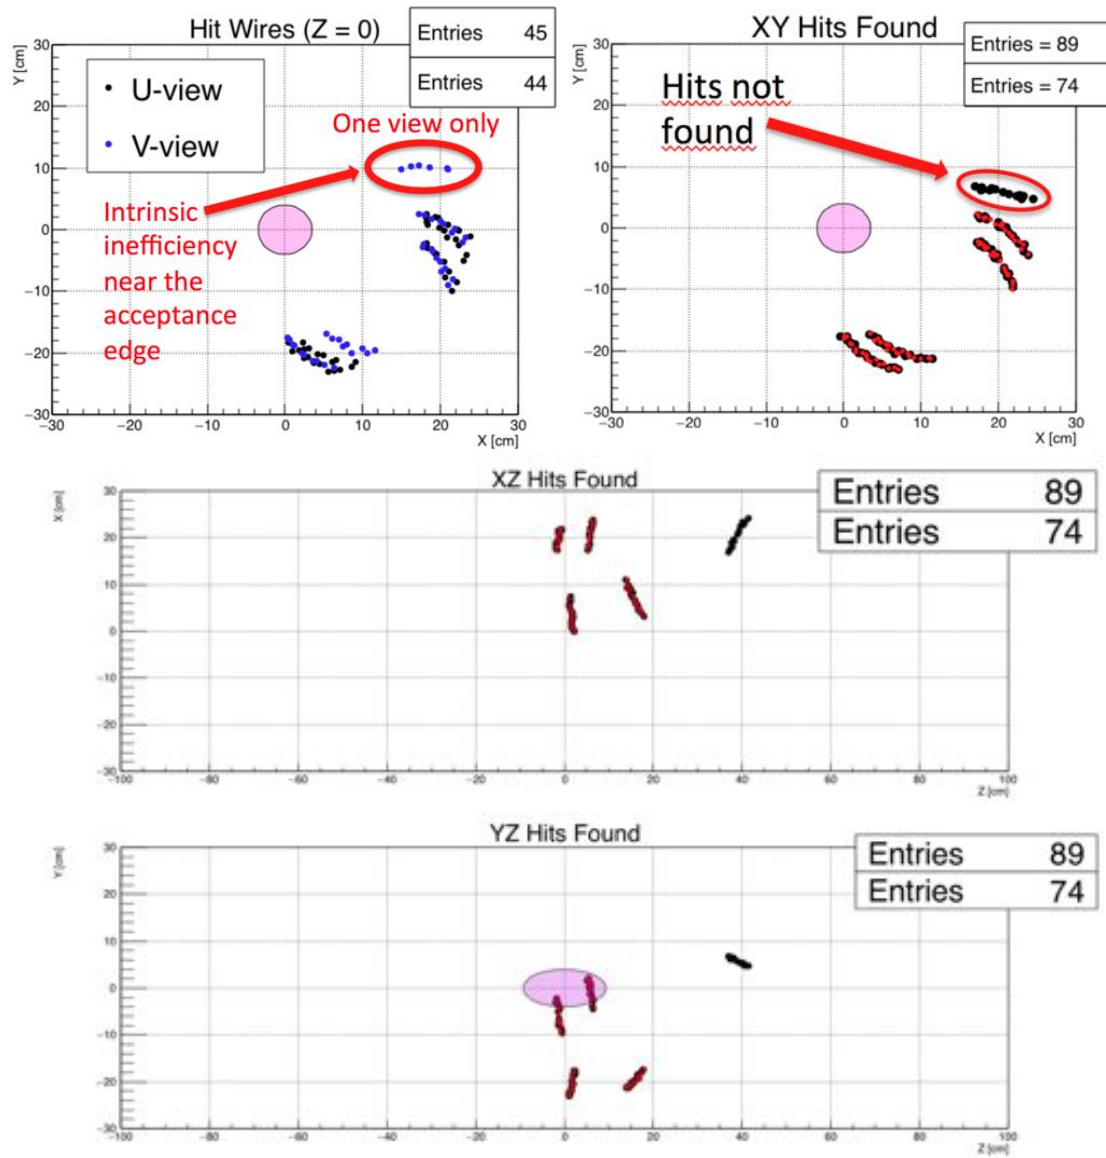 Hit Wires (Z = 0)
Entries 45
Entries 44
Y [cm]
30
20
10
0
−10
−20
−30
U-view
V-view
One view only
Intrinsic
inefficiency
near the
acceptance
edge
−30 −20 −10 0 10 20 30
X [cm]
XY Hits Found
Entries = 89
Entries = 74
Y [cm]
30
20
10
0
−10
−20
−30
Hits not
found
−30 −20 −10 0 10 20 30
X [cm]
XZ Hits Found
Entries 89
Entries 74
X [cm]
30
20
10
0
−10
−20
−30
−100 −80 −60 −40 −20 0 20 40 60 80 100
Z [cm]
YZ Hits Found
Entries 89
Entries 74
Y [cm]
30
20
10
0
−10
−20
−30
−100 −80 −60 −40 −20 0 20 40 60 80 100
Z [cm]